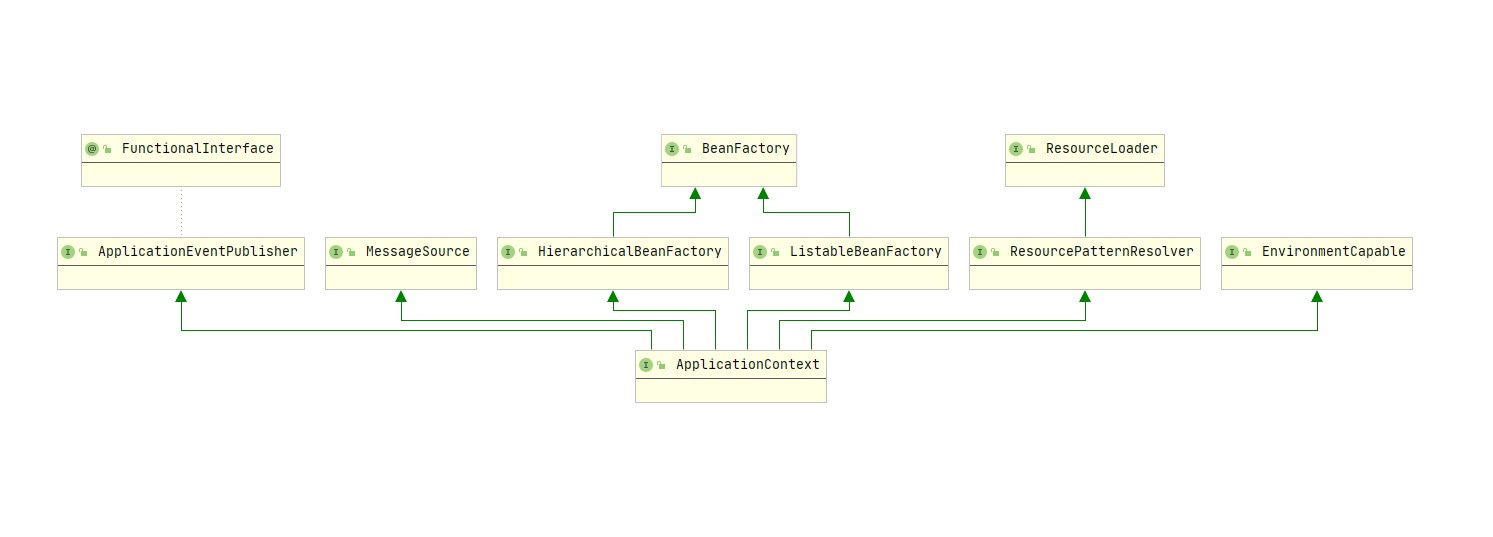 @ FunctionalInterface
I BeanFactory
I ResourceLoader
I ApplicationEventPublisher
I MessageSource
I HierarchicalBeanFactory
I ListableBeanFactory
I ResourcePatternResolver
I EnvironmentCapable
I ApplicationContext